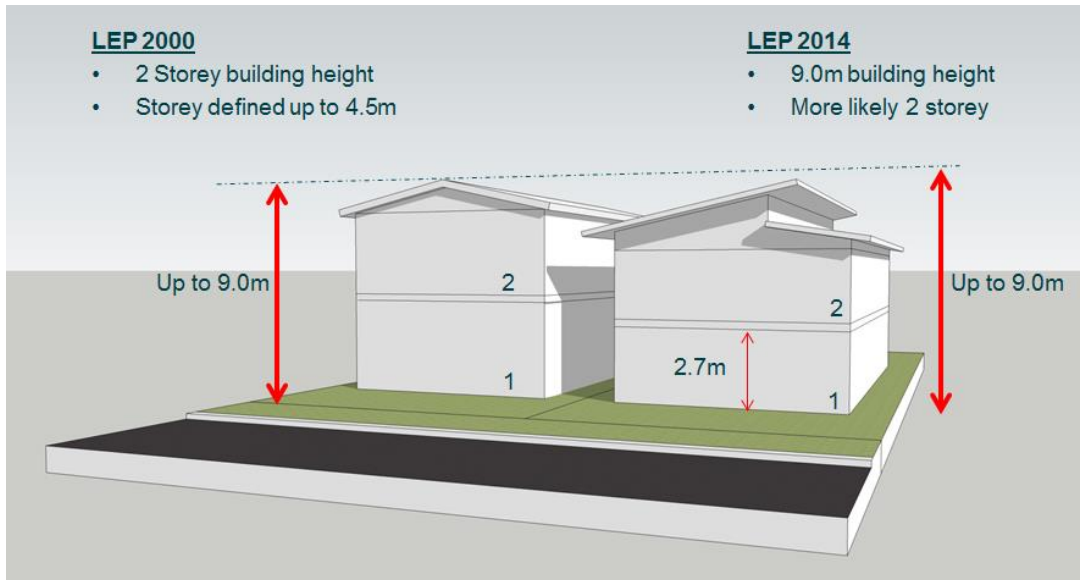 LEP 2000
• 2 Storey building height
• Storey defined up to 4.5m
LEP 2014
• 9.0m building height
• More likely 2 storey
Up to 9.0m
2
1
2.7m
2
1
Up to 9.0m